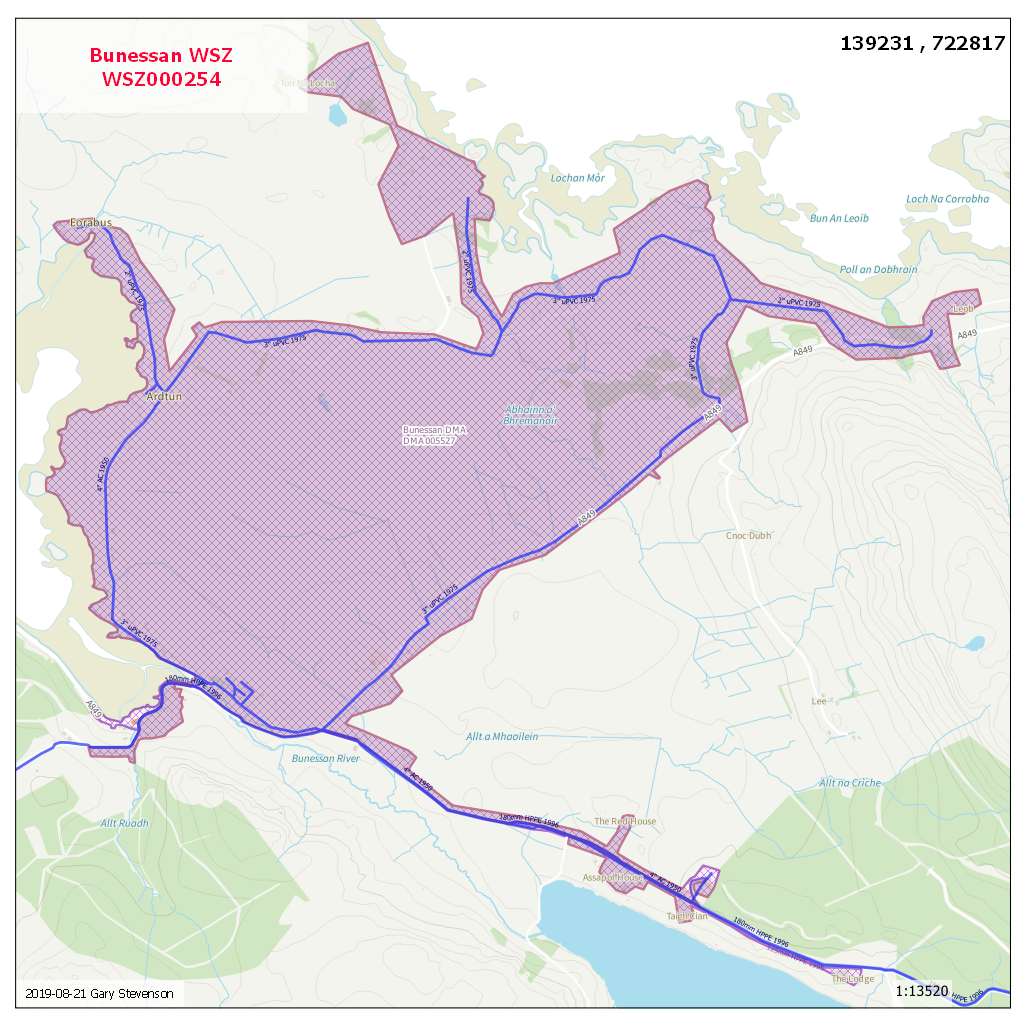 Bunessan WSZ
WSZ000254
139231 , 722817
Torr Na Locha
Lochan Mòr
Loch Na Corrobha
Bun An Leoib
Eorabus
Poll an Dobhrain
2" uPVC 1975
2" uPVC 1975
3" uPVC 1975
2" uPVC 1975
Leob
A849
3" uPVC 1975
3" uPVC 1975
A849
Ardtun
Abhainn a'
Bhremanoir
A849
Bunessan DMA
DMA005527
4" AC 1950
A849
Cnoc Dubh
3" uPVC 1975
3" uPVC 1975
180mm HPPE 1996
A849
Lee
Allt a Mhaoilein
Bunessan River
4" AC 1950
Allt na Crìche
Allt Ruadh
180mm HPPE 1996
The Red House
Assapol House
4" AC 1950
Taigh Cian
180mm HPPE 1996
The Lodge
2019-08-21 Gary Stevenson
1:13520
HPPE 1996